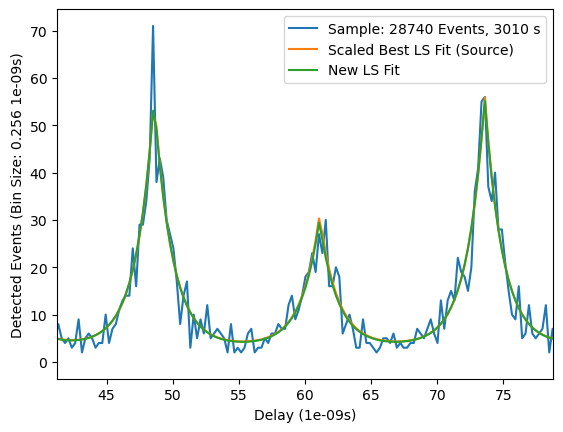 Sample: 28740 Events, 3010 s
Scaled Best LS Fit (Source)
New LS Fit
Detected Events (Bin Size: 0.256 1e-09s)
70
60
50
40
30
20
10
0
45 50 55 60 65 70 75
Delay (1e-09s)